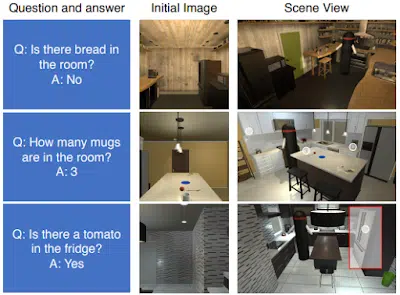 Question and answer
Initial Image
Scene View
Q: Is there bread in
the room?
A: No
Q: How many mugs
are in the room?
A: 3
Q: Is there a tomato
in the fridge?
A: Yes